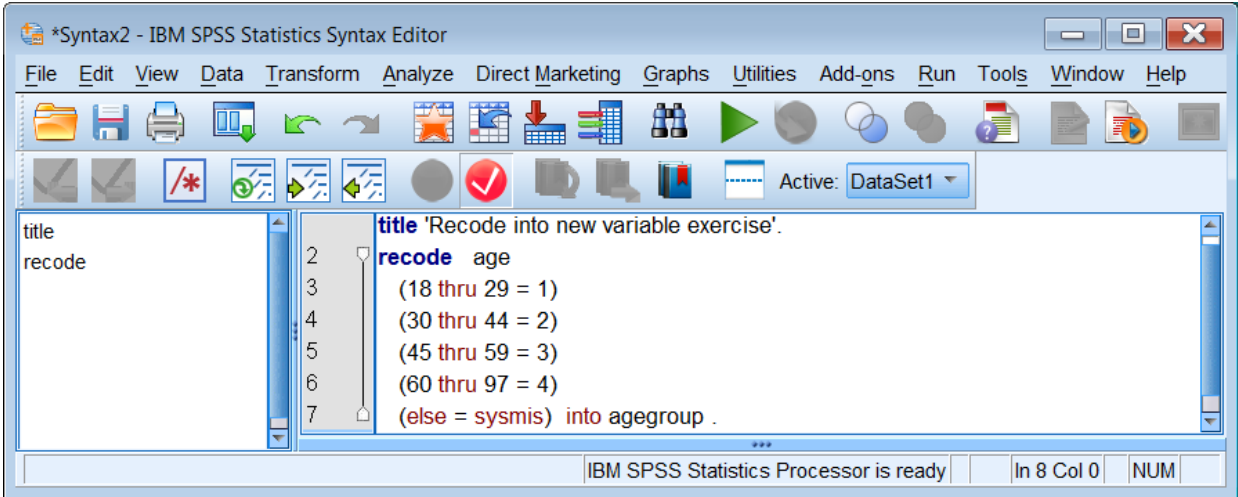 *Syntax2 - IBM SPSS Statistics Syntax Editor
File Edit View Data Transform Analyze Direct Marketing Graphs Utilities Add-ons Run Tools Window Help
/*
Active: DataSet1
title
recode
title 'Recode into new variable exercise'.
2 recode age
3 (18 thru 29 = 1)
4 (30 thru 44 = 2)
5 (45 thru 59 = 3)
6 (60 thru 97 = 4)
7 (else = sysmis) into agegroup .
IBM SPSS Statistics Processor is ready In 8 Col 0 NUM